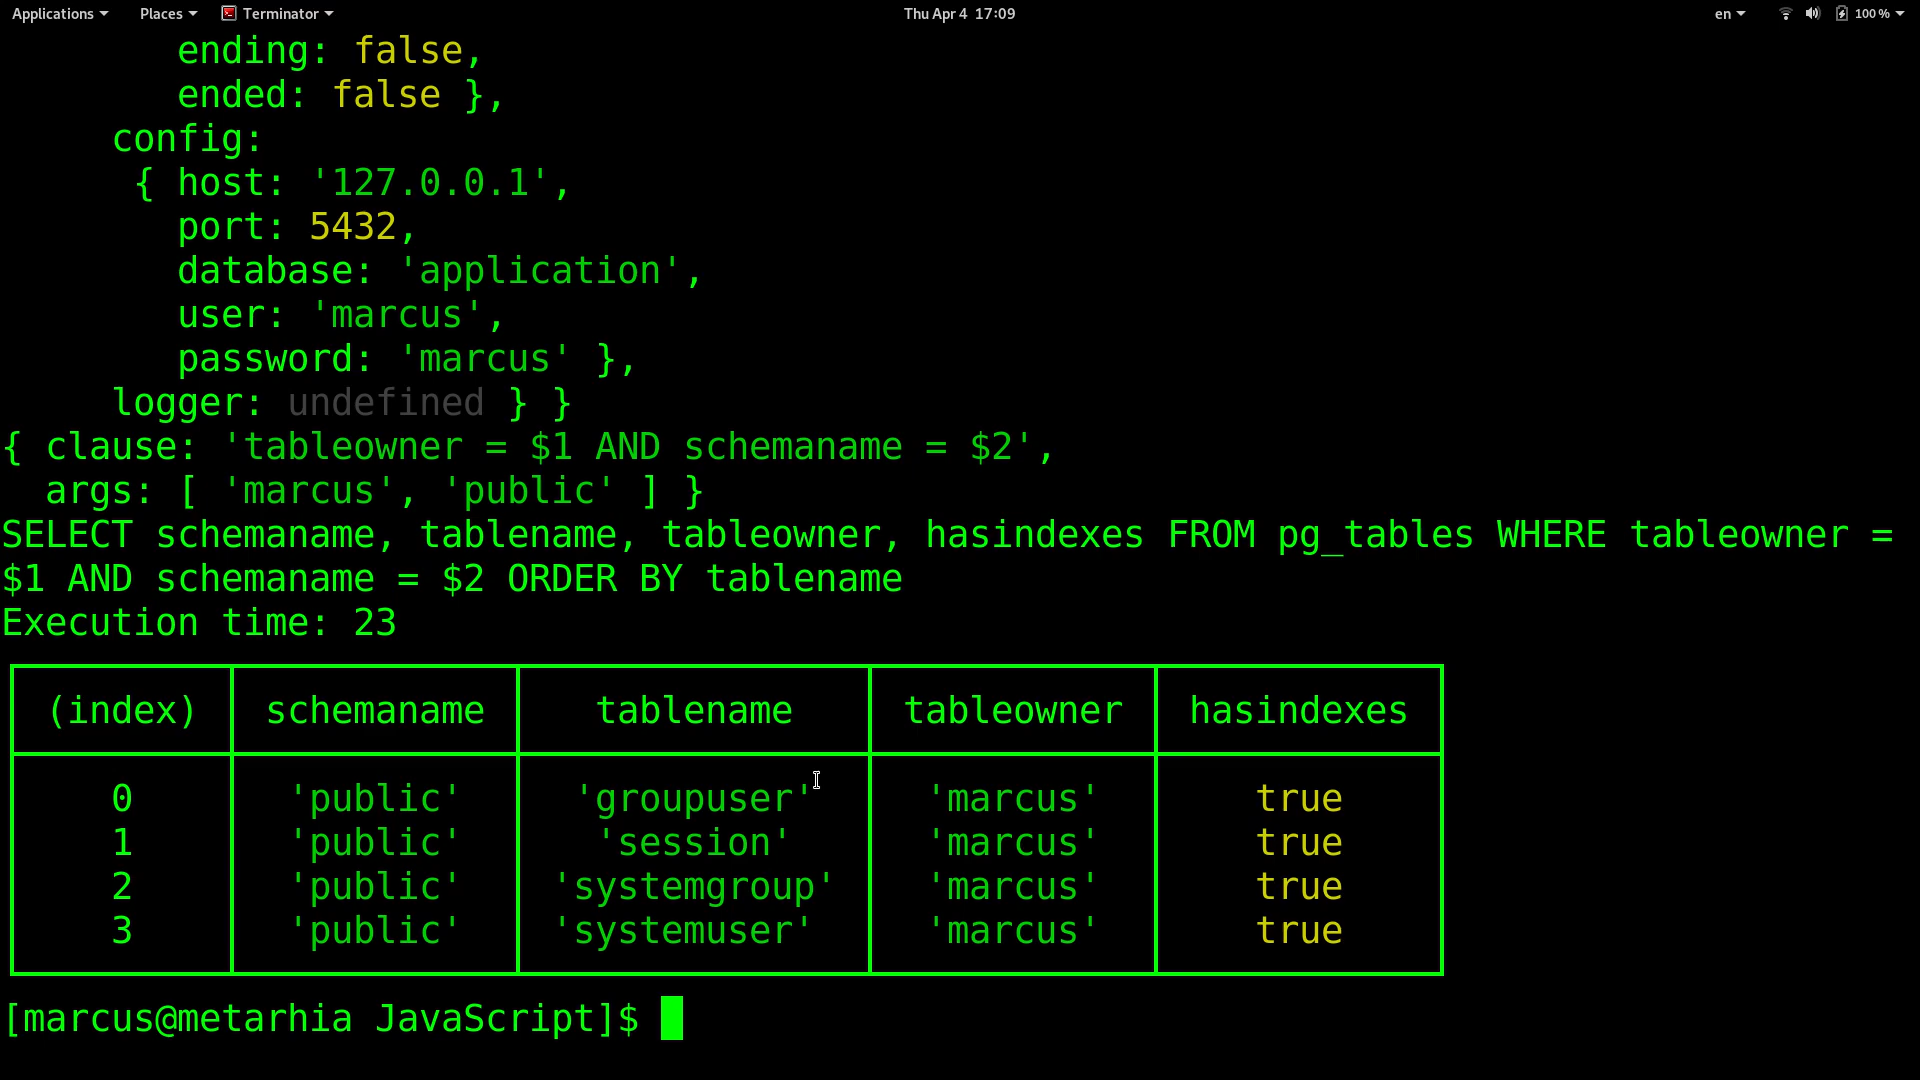 Applications Places Terminator Thu Apr 4 17:09 en 100 %
ending: false,
ended: false },
config:
{ host: '127.0.0.1',
port: 5432,
database: 'application',
user: 'marcus',
password: 'marcus' },
logger: undefined } }
{ clause: 'tableowner = $1 AND schemaname = $2',
args: [ 'marcus', 'public' ] }
SELECT schemaname, tablename, tableowner, hasindexes FROM pg_tables WHERE tableowner =
$1 AND schemaname = $2 ORDER BY tablename
Execution time: 23
(index) schemaname tablename tableowner hasindexes
0 'public' 'groupuser' 'marcus' true
1 'public' 'session' 'marcus' true
2 'public' 'systemgroup' 'marcus' true
3 'public' 'systemuser' 'marcus' true
[marcus@metarhia JavaScript]$